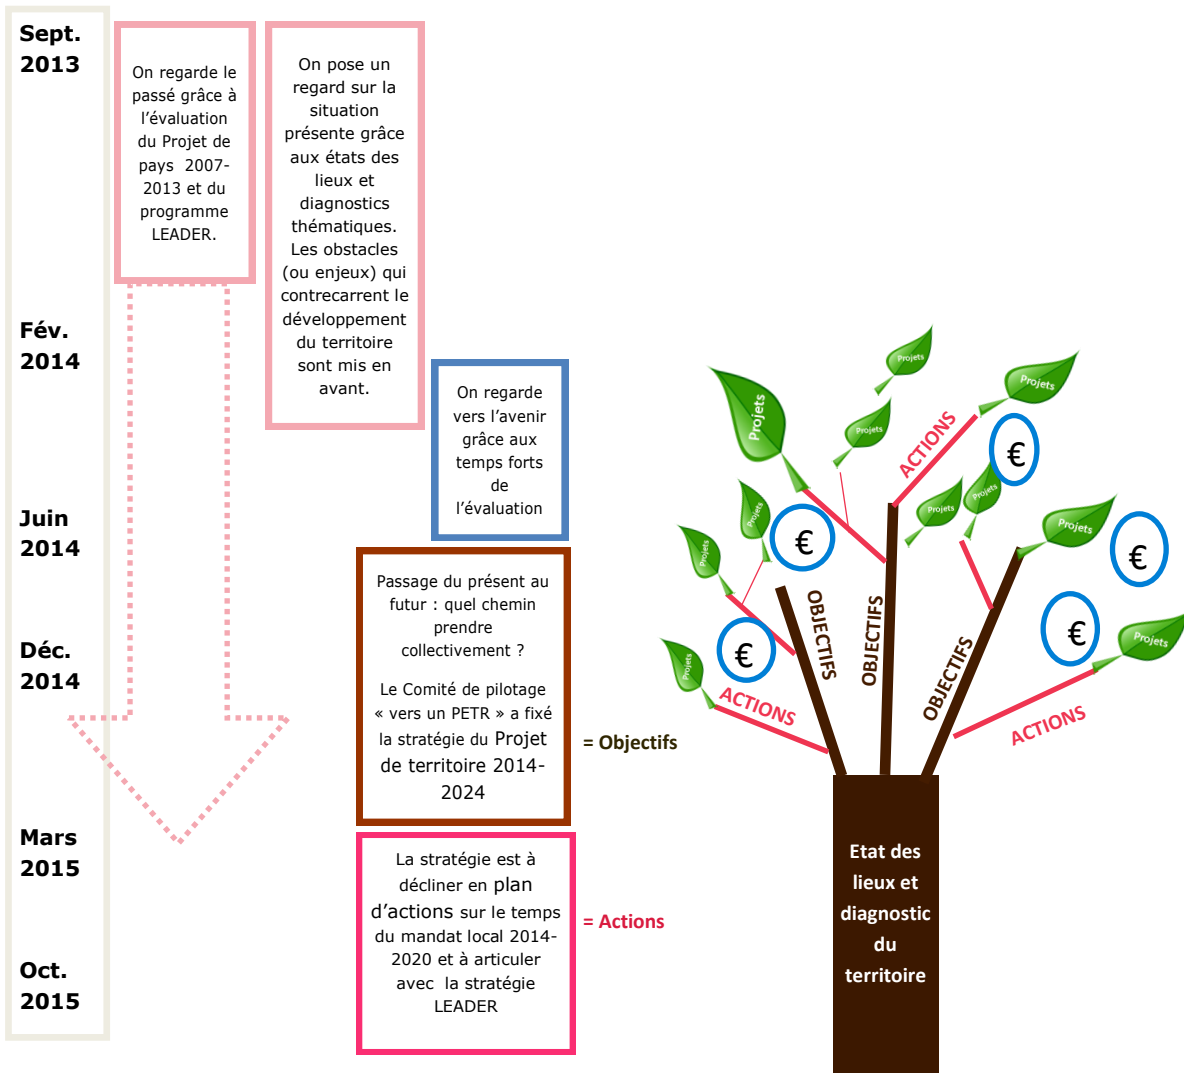 Sept.
2013
Fév.
2014
Juin
2014
Déc.
2014
Mars
2015
Oct.
2015
On regarde le
passé grâce à
l’évaluation
du Projet de
pays 2007-
2013 et du
programme
LEADER.
On pose un
regard sur la
situation
présente grâce
aux états des
lieux et
diagnostics
thématiques.
Les obstacles
(ou enjeux) qui
contrecarrent le
développement
du territoire
sont mis en
avant.
On regarde
vers l’avenir
grâce aux
temps forts
de
l’évaluation
Passage du présent au
futur : quel chemin
prendre
collectivement ?
Le Comité de pilotage
« vers un PETR » a fixé
la stratégie du Projet
de territoire 2014-
2024
= Objectifs
La stratégie est à
décliner en plan
d’actions sur le temps
du mandat local 2014-
2020 et à articuler
avec la stratégie
LEADER
= Actions
Projets
Projets
Projets
Projets
ACTIONS
€
Projets
Projets
Projets
Projets
€
€
Projets
OBJECTIFS
OBJECTIFS
OBJECTIFS
€
€
Projets
Projets
ACTIONS
ACTIONS
Etat des
lieux et
diagnostic
du
territoire